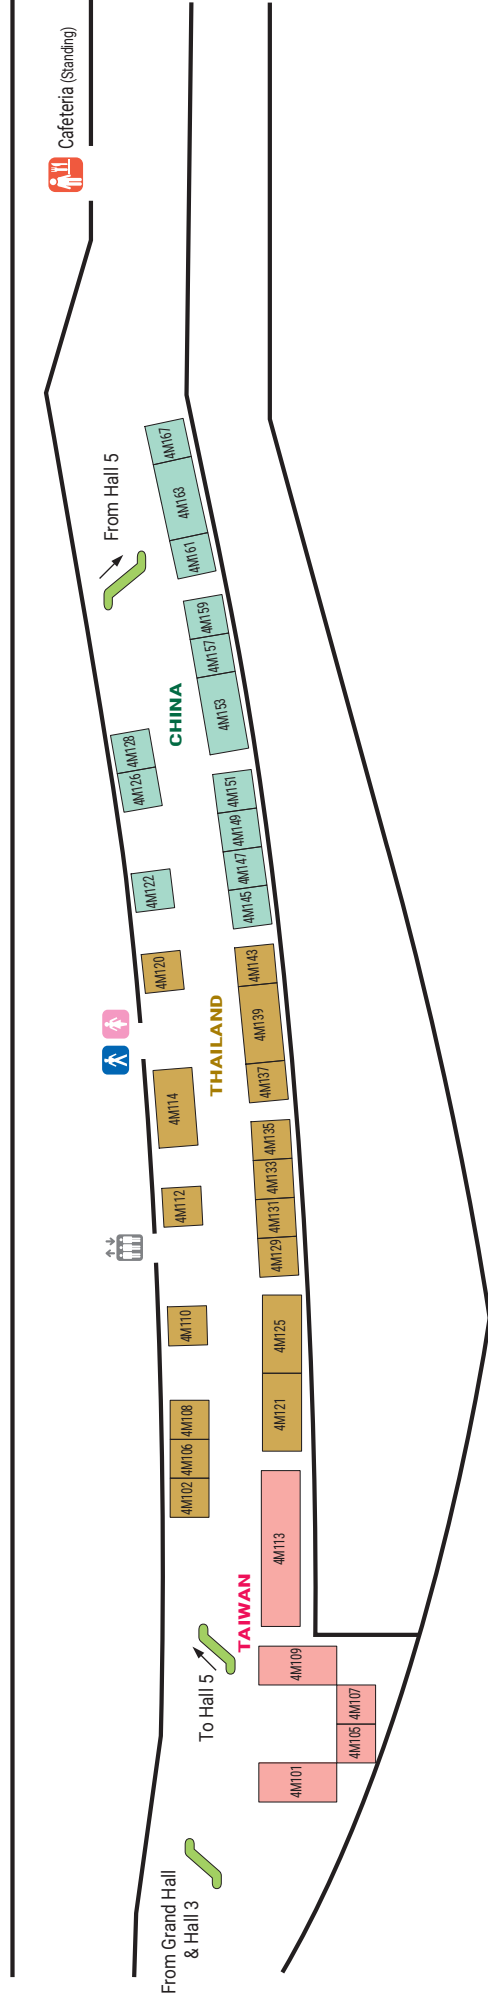 Cafeteria (Standing)
From Hall 5
4M167
4M163
4M161
4M159
4M157
4M153
CHINA
4M128
4M126
4M151
4M149
4M147
4M145
4M122
4M120
4M143
4M139
4M137
THAILAND
4M114
4M135
4M133
4M131
4M129
4M112
4M110
4M125
4M121
4M108
4M106
4M102
4M113
TAIWAN
To Hall 5
4M109
4M107
4M105
4M101
From Grand Hall
& Hall 3